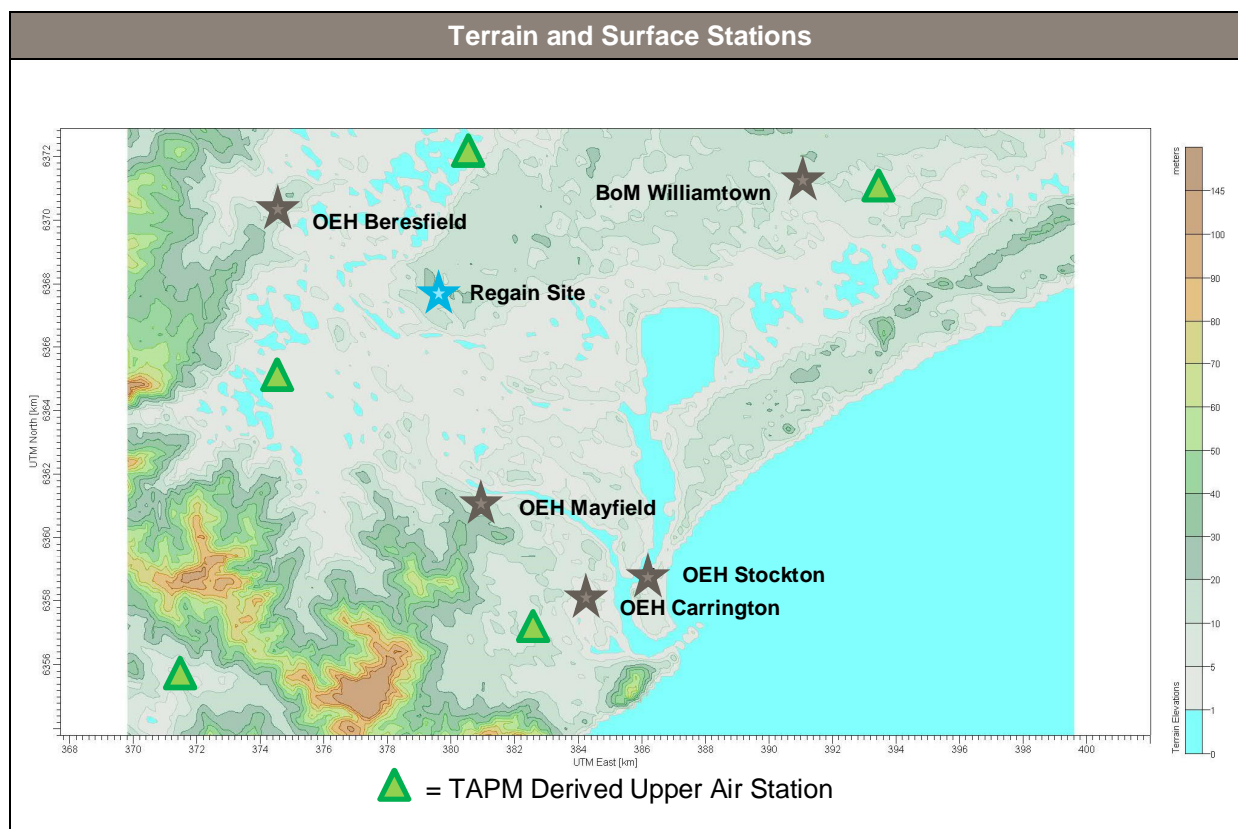 Terrain and Surface Stations
6372
6370
6368
6366
6364
6362
6360
6358
6356
UTM North [km]
BoM Williamtown
OEH Beresfield
Regain Site
OEH Mayfield
OEH Stockton
OEH Carrington
368 370 372 374 376 378 380 382 384 386 388 390 392 394 396 398 400
UTM East [km]
meters
145
100
90
80
70
60
50
40
30
20
10
5
1
0
Terrain Elevations
= TAPM Derived Upper Air Station